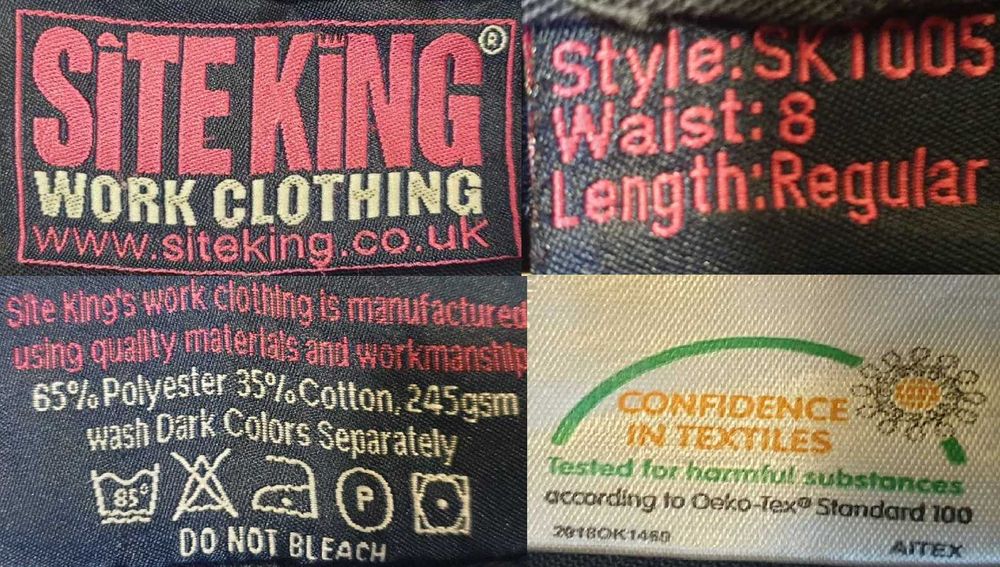 SiTE KiNG®
WORK CLOTHING
www.siteking.co.uk
Style: SK1005
Waist: 8
Length: Regular
Site King's work clothing is manufactured
using quality materials and workmanship
65% Polyester 35% Cotton, 245gsm
wash Dark Colors Separately
85°
P
DO NOT BLEACH
CONFIDENCE
IN TEXTILES
Tested for harmful substances
according to Oeko-Tex® Standard 100
2018OK1469
AITEX